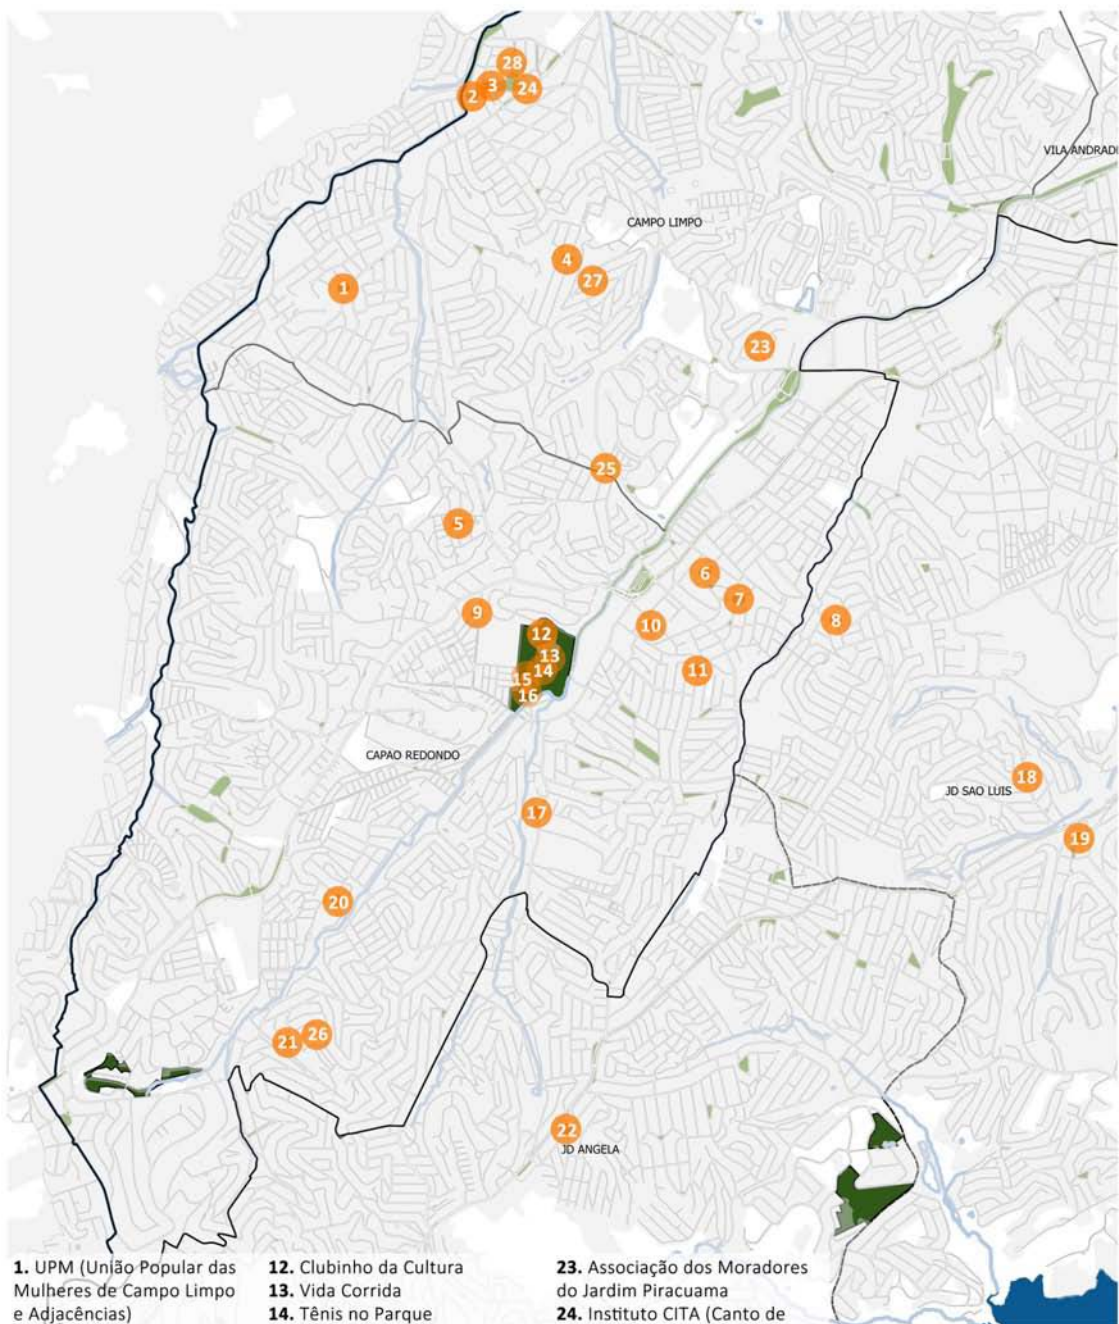 28
3
24
2
VILA ANDRAD
CAMPO LIMPO
4
27
1
23
25
5
6
7
9
8
12
10
13
11
14
15
16
CAPAO REDONDO
18
JD SAO LUIS
17
19
20
26
21
22
JD ANGELA
1. UPM (União Popular das
Mulheres de Campo Limpo
e Adjacências)
12. Clubinho da Cultura
13. Vida Corrida
14. Tênis no Parque
23. Associação dos Moradores
do Jardim Piracuama
24. Instituto CITA (Canto de